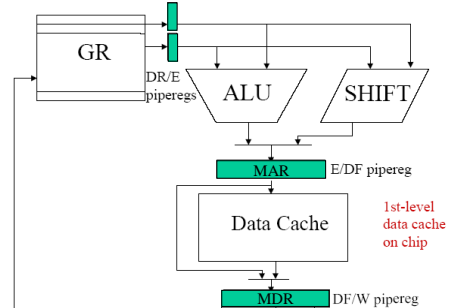 GR
DR/E
piperegs
ALU
SHIFT
MAR
E/DF pipereg
Data Cache
1st-level
data cache
on chip
MDR
DF/W pipereg